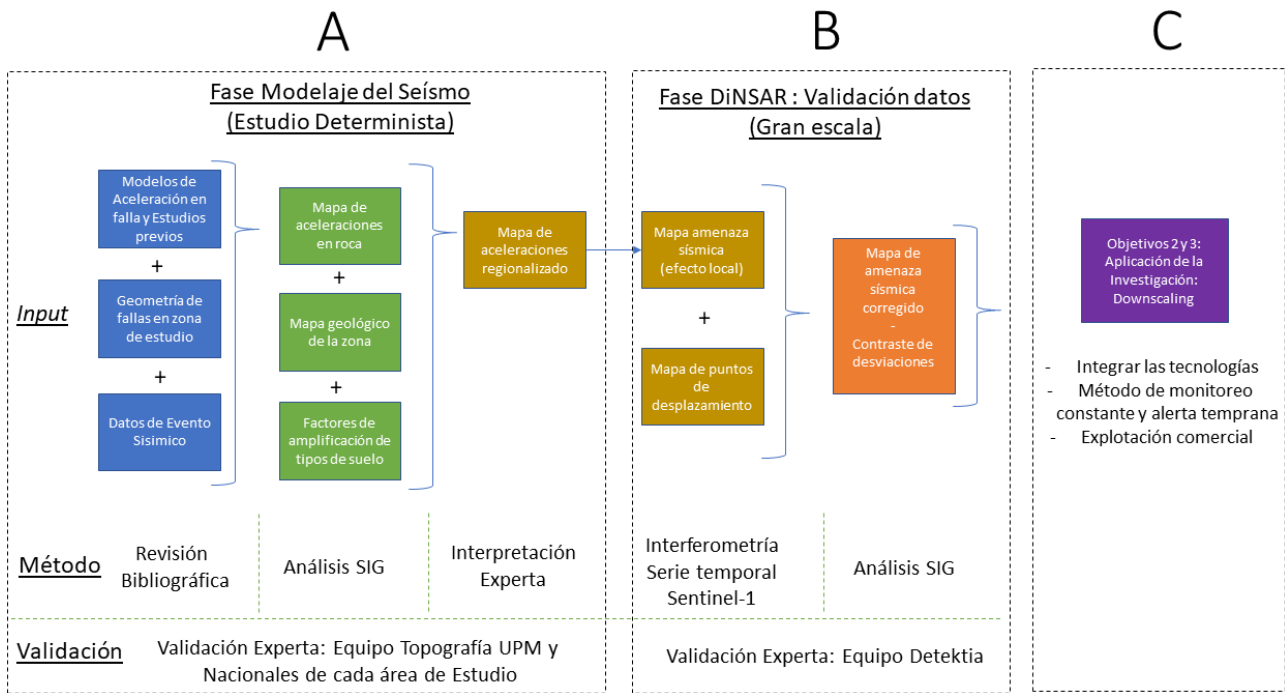 A
B
C
Fase Modelaje del Seísmo
(Estudio Determinista)
Fase DiNSAR : Validación datos
(Gran escala)
Input
Modelos de
Aceleración en
falla y Estudios
previos
+
Geometría de
fallas en zona
de estudio
+
Datos de Evento
Sisimico
Mapa de
aceleraciones
en roca
+
Mapa geológico
de la zona
+
Factores de
amplificación de
tipos de suelo
Mapa de
aceleraciones
regionalizado
Mapa amenaza
sísmica
(efecto local)
+
Mapa de puntos
de
desplazamiento
Mapa de
amenaza
sísmica
corregido
-
Contraste de
desviaciones
Objetivos 2 y 3:
Aplicación de la
Investigación:
Downscaling
- Integrar las tecnologías
- Método de monitoreo
constante y alerta temprana
- Explotación comercial
Método
Revisión
Bibliográfica
Análisis SIG
Interpretación
Experta
Interferometría
Serie temporal
Sentinel-1
Análisis SIG
Validación
Validación Experta: Equipo Topografía UPM y
Nacionales de cada área de Estudio
Validación Experta: Equipo Detektia